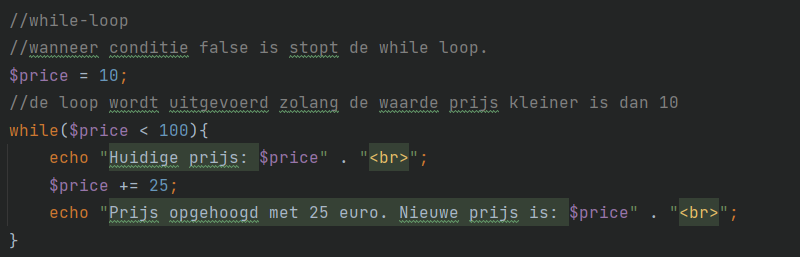 //while-loop
//wanneer conditie false is stopt de while loop.
$price = 10;
//de loop wordt uitgevoerd zolang de waarde prijs kleiner is dan 10
while($price < 100){
    echo "Huidige prijs: $price" . "<br>";
    $price += 25;
    echo "Prijs opgehoogd met 25 euro. Nieuwe prijs is: $price" . "<br>";
}